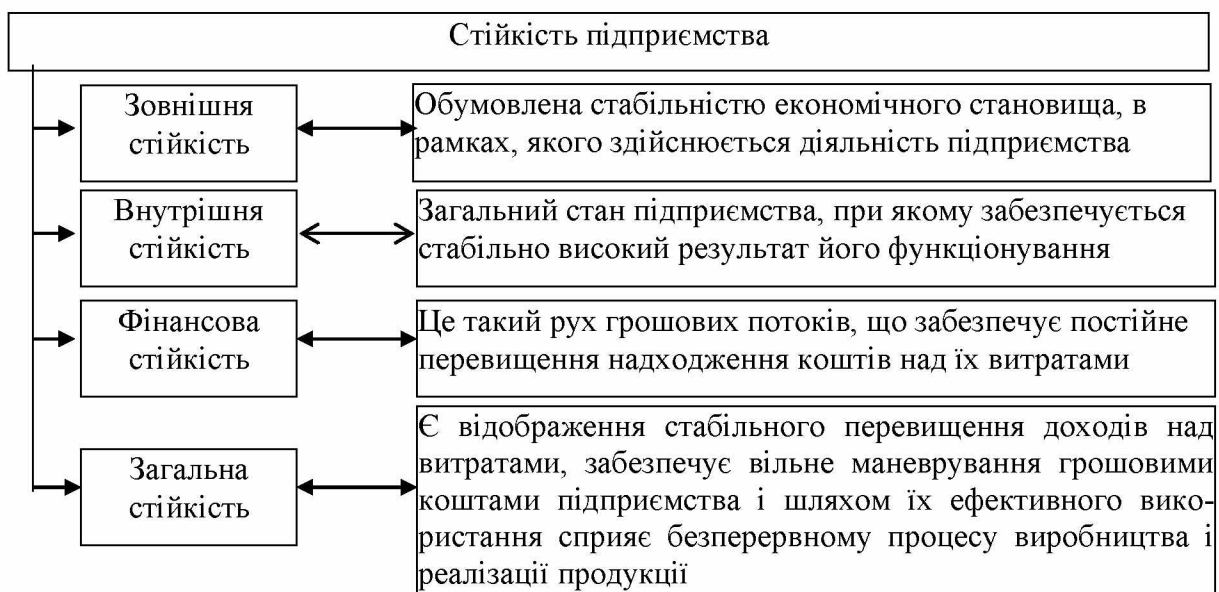 Стійкість підприємства
Зовнішня
стійкість
Обумовлена стабільністю економічного становища, в
рамках, якого здійснюється діяльність підприємства
Внутрішня
стійкість
Загальний стан підприємства, при якому забезпечується
стабільно високий результат його функціонування
Фінансова
стійкість
Це такий рух грошових потоків, що забезпечує постійне
перевищення надходження коштів над їх витратами
Загальна
стійкість
Є відображення стабільного перевищення доходів над
витратами, забезпечує вільне маневрування грошовими
коштами підприємства і шляхом їх ефективного вико-
ристання сприяє безперервному процесу виробництва і
реалізації продукції